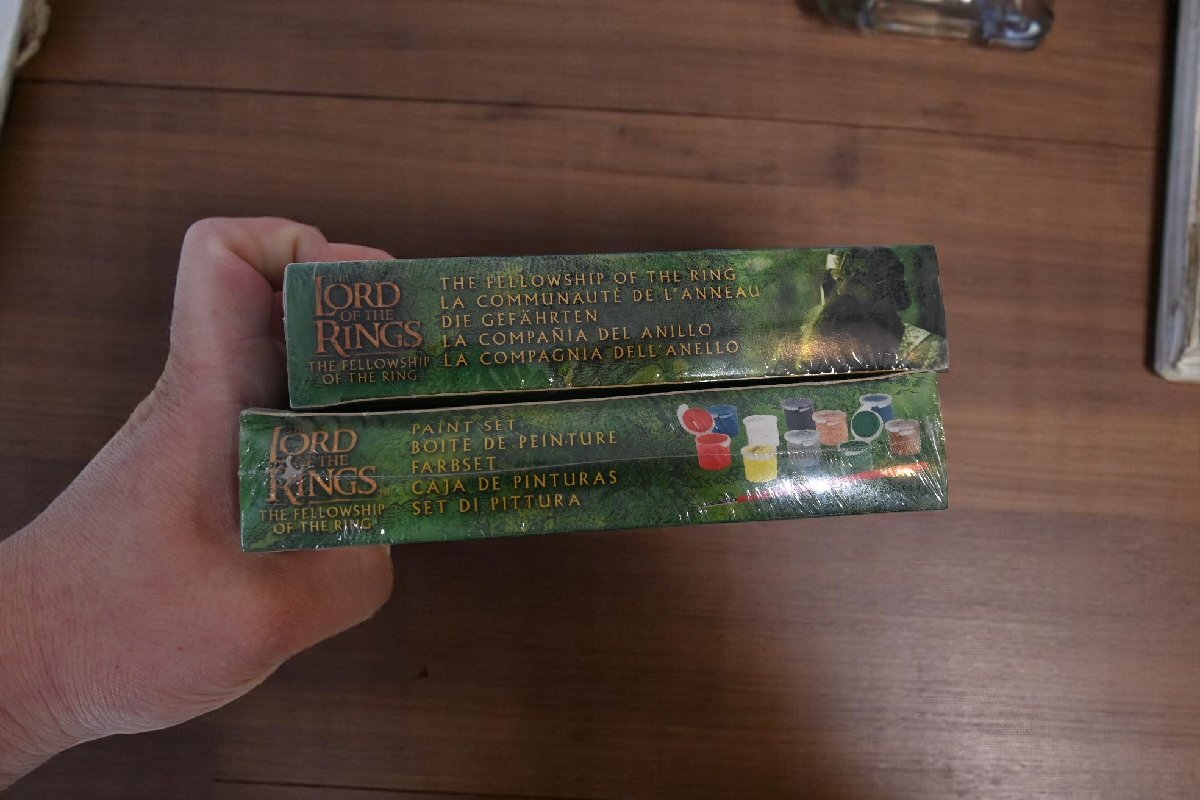 THE
LORD
OF THE
RINGS
THE FELLOWSHIP
OF THE RING
THE FELLOWSHIP OF THE RING
LA COMMUNAUTÉ DE L'ANNEAU
DIE GEFÄHRTEN
LA COMPAÑIA DEL ANILLO
LA COMPAGNIA DELL'ANELLO
THE
LORD
OF THE
RINGS
THE FELLOWSHIP
OF THE RING
PAINT SET
BOITE DE PEINTURE
FARBSET
CAJA DE PINTURAS
SET DI PITTURA